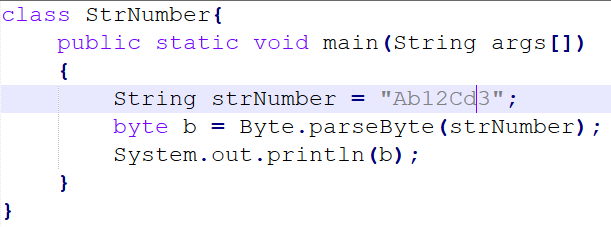 class StrNumber{
    public static void main(String args[])
    {
        String strNumber = "Ab12Cd3";
        byte b = Byte.parseByte(strNumber);
        System.out.println(b);
    }
}